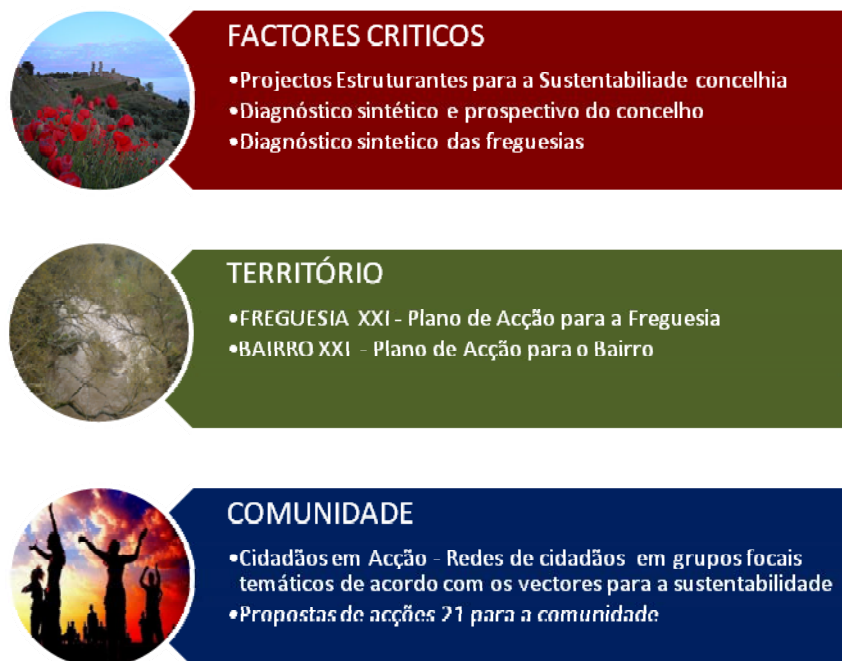 FACTORES CRITICOS
•Projectos Estruturantes para a Sustentabiliade concelhia
•Diagnóstico sintético e prospectivo do concelho
•Diagnóstico sintetico das freguesias
TERRITÓRIO
•FREGUESIA XXI - Plano de Acção para a Freguesia
•BAIRRO XXI - Plano de Acção para o Bairro
COMUNIDADE
•Cidadãos em Acção - Redes de cidadãos em grupos focais
temáticos de acordo com os vectores para a sustentabilidade
•Propostas de acções 21 para a comunidade